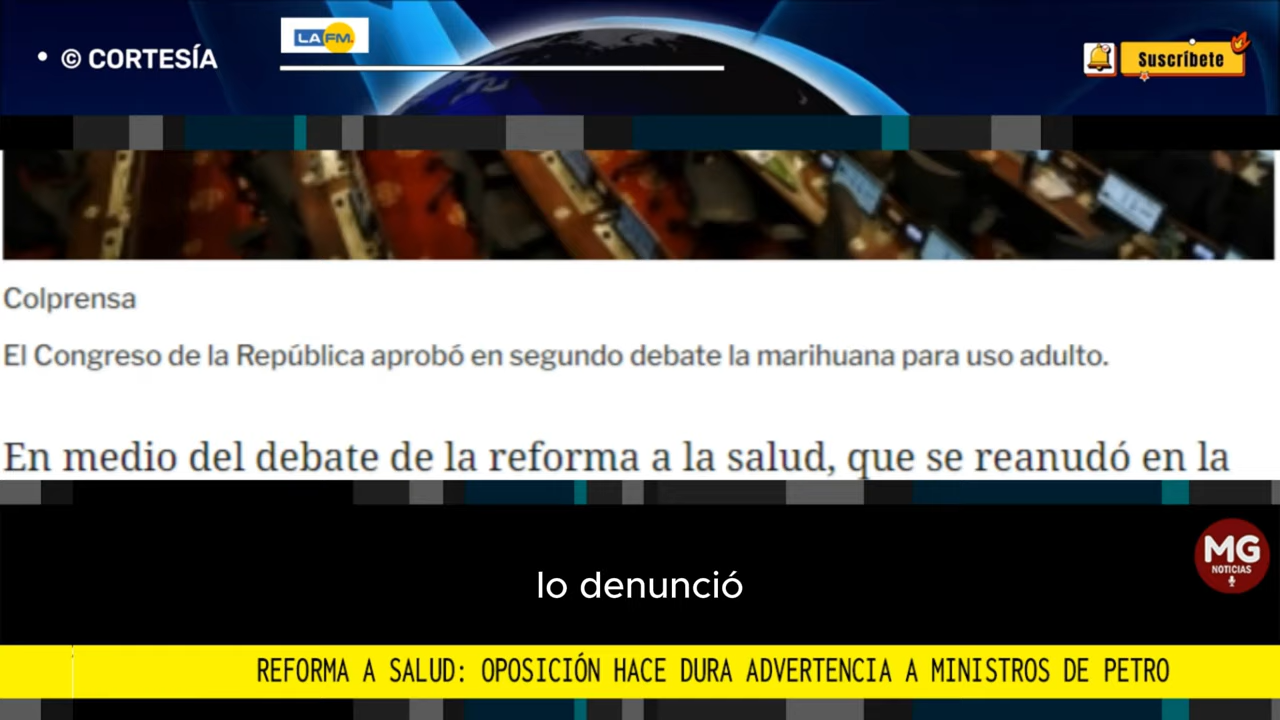 • © CORTESÍA
LA FM.
Suscríbete
Colprensa
El Congreso de la República aprobó en segundo debate la marihuana para uso adulto.
En medio del debate de la reforma a la salud, que se reanudó en la
MG
NOTICIAS
lo denunció
REFORMA A SALUD: OPOSICIÓN HACE DURA ADVERTENCIA A MINISTROS DE PETRO